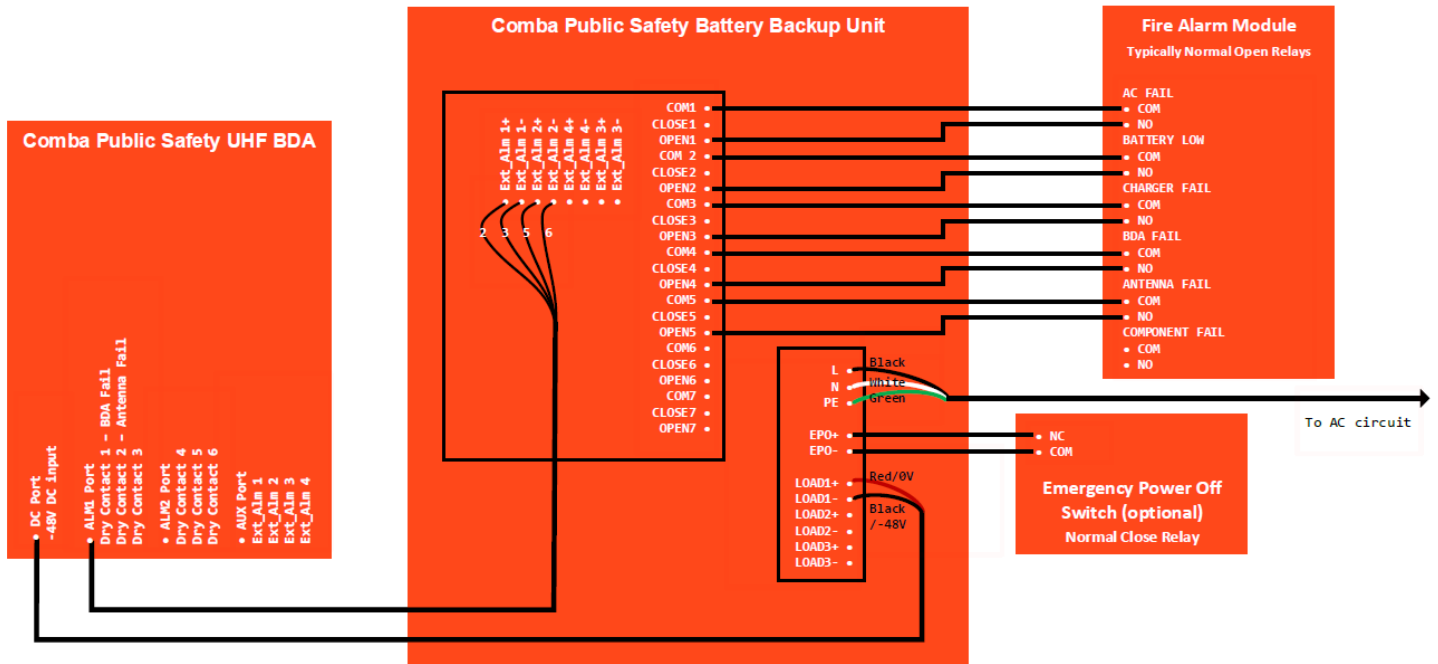 Comba Public Safety UHF BDA
DC Port
-48V DC input
ALM1 Port
Dry Contact 1 - BDA Fail
Dry Contact 2 - Antenna Fail
Dry Contact 3
ALM2 Port
Dry Contact 4
Dry Contact 5
Dry Contact 6
AUX Port
Ext_Alm 1
Ext_Alm 2
Ext_Alm 3
Ext_Alm 4
Comba Public Safety Battery Backup Unit
Ext_Alm 1+
Ext_Alm 1-
Ext_Alm 2+
Ext_Alm 2-
Ext_Alm 4+
Ext_Alm 4-
Ext_Alm 3+
Ext_Alm 3-
2 3 5 6
COM1
CLOSE1
OPEN1
COM 2
CLOSE2
OPEN2
COM3
CLOSE3
OPEN3
COM4
CLOSE4
OPEN4
COM5
CLOSE5
OPEN5
COM6
CLOSE6
OPEN6
COM7
CLOSE7
OPEN7
L Black
N White
PE Green
EPO+
EPO-
LOAD1+ Red/0V
LOAD1- Black
LOAD2+ /-48V
LOAD2-
LOAD3+
LOAD3-
Fire Alarm Module
Typically Normal Open Relays
AC FAIL
COM
NO
BATTERY LOW
COM
NO
CHARGER FAIL
COM
NO
BDA FAIL
COM
NO
ANTENNA FAIL
COM
NO
COMPONENT FAIL
COM
NO
To AC circuit
NC
COM
Emergency Power Off
Switch (optional)
Normal Close Relay